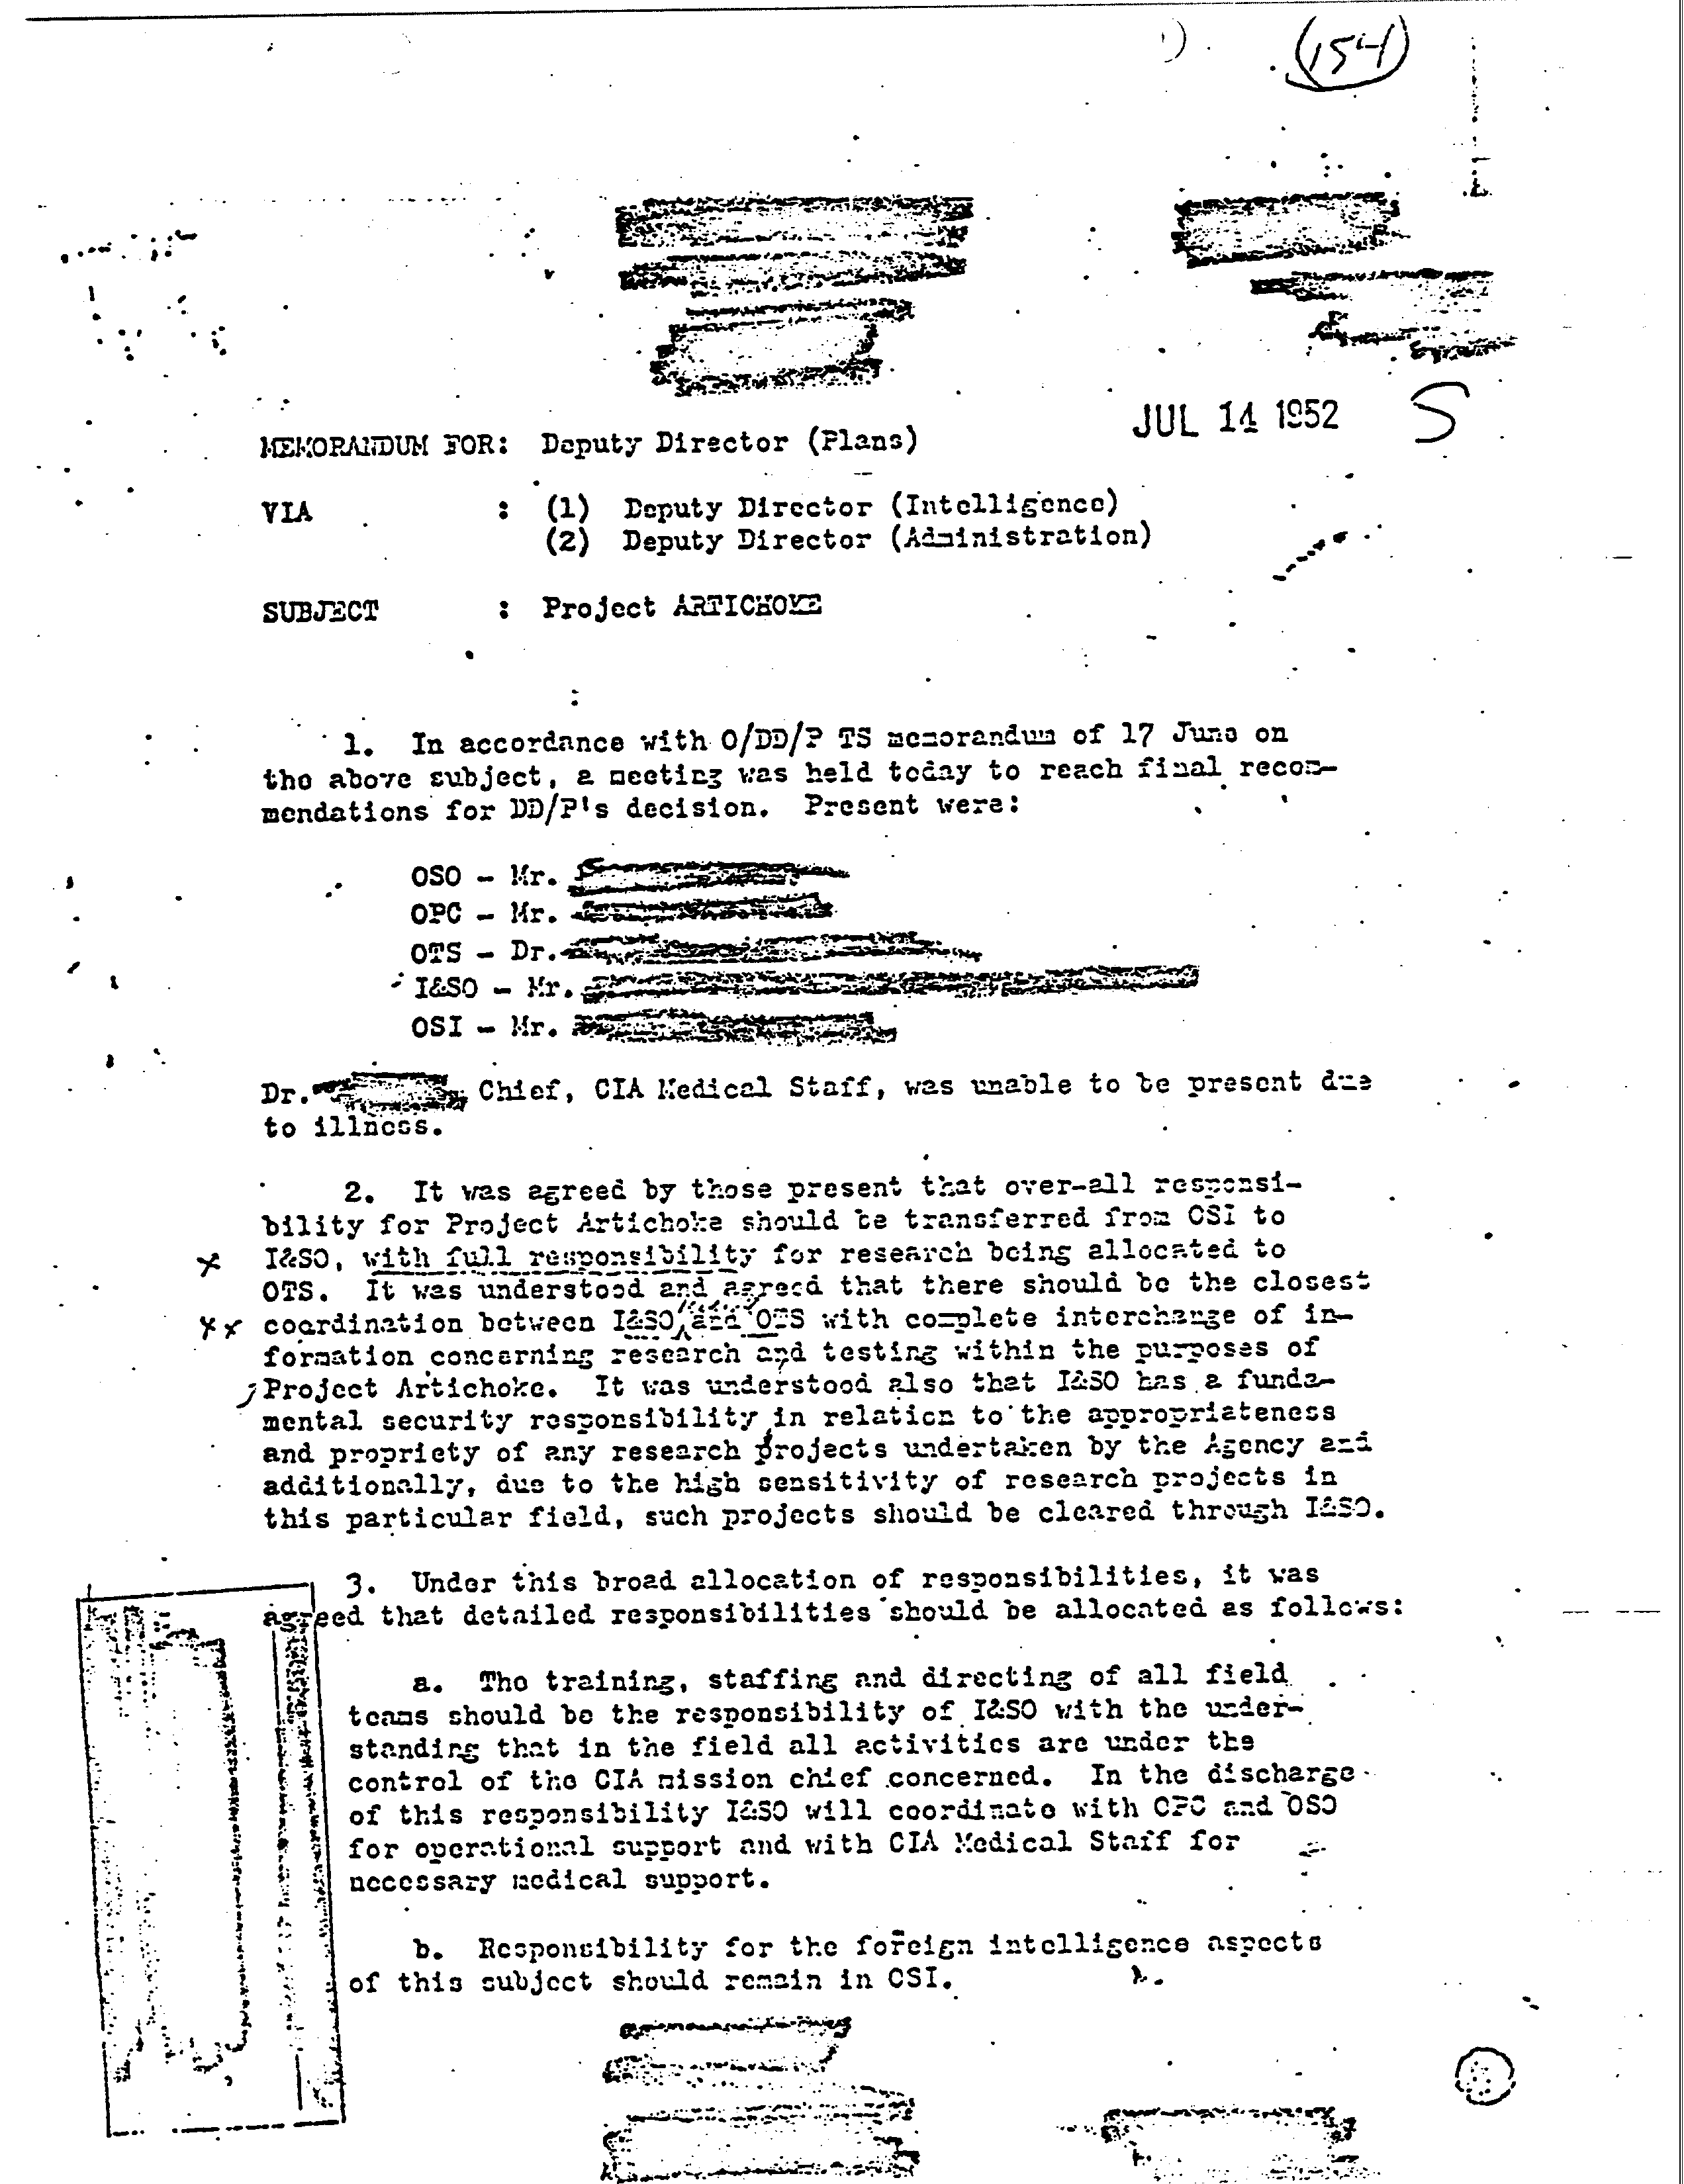 (154)
JUL 14 1952 S
MEMORANDUM FOR: Deputy Director (Plans)
VIA : (1) Deputy Director (Intelligence)
(2) Deputy Director (Administration)
SUBJECT : Project ARTICHOKE
1. In accordance with O/DD/P TS memorandum of 17 June on
the above subject, a meeting was held today to reach final recom-
mendations for DD/P's decision. Present were:
OSO - Mr.
OPC - Mr.
OTS - Dr.
I&SO - Mr.
OSI - Mr.
Dr. Chief, CIA Medical Staff, was unable to be present due
to illness.
2. It was agreed by those present that over-all responsi-
bility for Project Artichoke should be transferred from OSI to
x I&SO, with full responsibility for research being allocated to
OTS. It was understood and agreed that there should be the closest
xx coordination between I&SO and OTS with complete interchange of in-
formation concerning research and testing within the purposes of
Project Artichoke. It was understood also that I&SO has a funda-
mental security responsibility in relation to the appropriateness
and propriety of any research projects undertaken by the Agency and
additionally, due to the high sensitivity of research projects in
this particular field, such projects should be cleared through I&SO.
3. Under this broad allocation of responsibilities, it was
agreed that detailed responsibilities should be allocated as follows:
a. The training, staffing and directing of all field
teams should be the responsibility of I&SO with the under-
standing that in the field all activities are under the
control of the CIA mission chief concerned. In the discharge
of this responsibility I&SO will coordinate with OPC and OSO
for operational support and with CIA Medical Staff for
necessary medical support.
b. Responsibility for the foreign intelligence aspects
of this subject should remain in OSI.